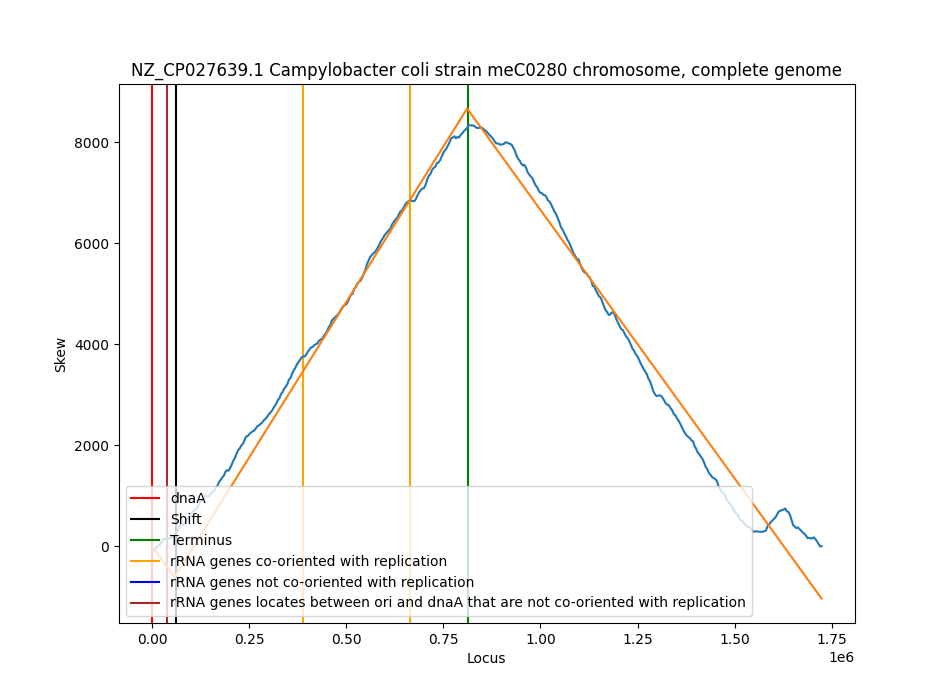 NZ_CP027639.1 Campylobacter coli strain meC0280 chromosome, complete genome
Skew
8000
6000
4000
2000
0
dnaA
Shift
Terminus
rRNA genes co-oriented with replication
rRNA genes not co-oriented with replication
rRNA genes locates between ori and dnaA that are not co-oriented with replication
0.00 0.25 0.50 0.75 1.00 1.25 1.50 1.75
1e6
Locus